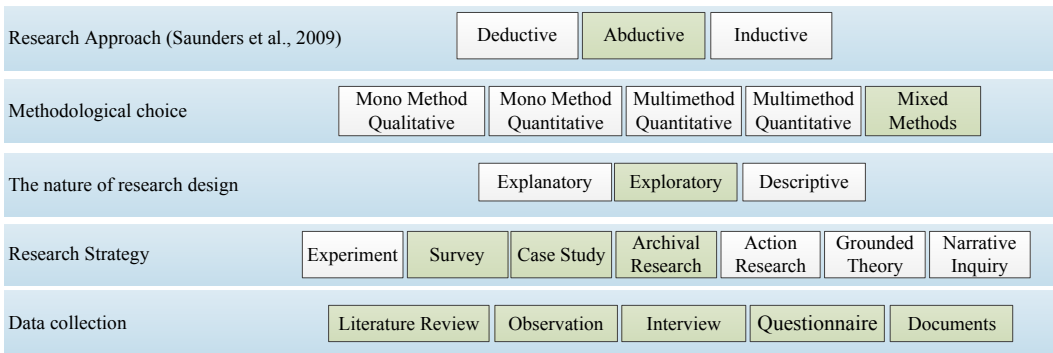 Research Approach (Saunders et al., 2009)
Deductive
Abductive
Inductive
Methodological choice
Mono Method
Qualitative
Mono Method
Quantitative
Multimethod
Quantitative
Multimethod
Quantitative
Mixed
Methods
The nature of research design
Explanatory
Exploratory
Descriptive
Research Strategy
Experiment
Survey
Case Study
Archival
Research
Action
Research
Grounded
Theory
Narrative
Inquiry
Data collection
Literature Review
Observation
Interview
Questionnaire
Documents